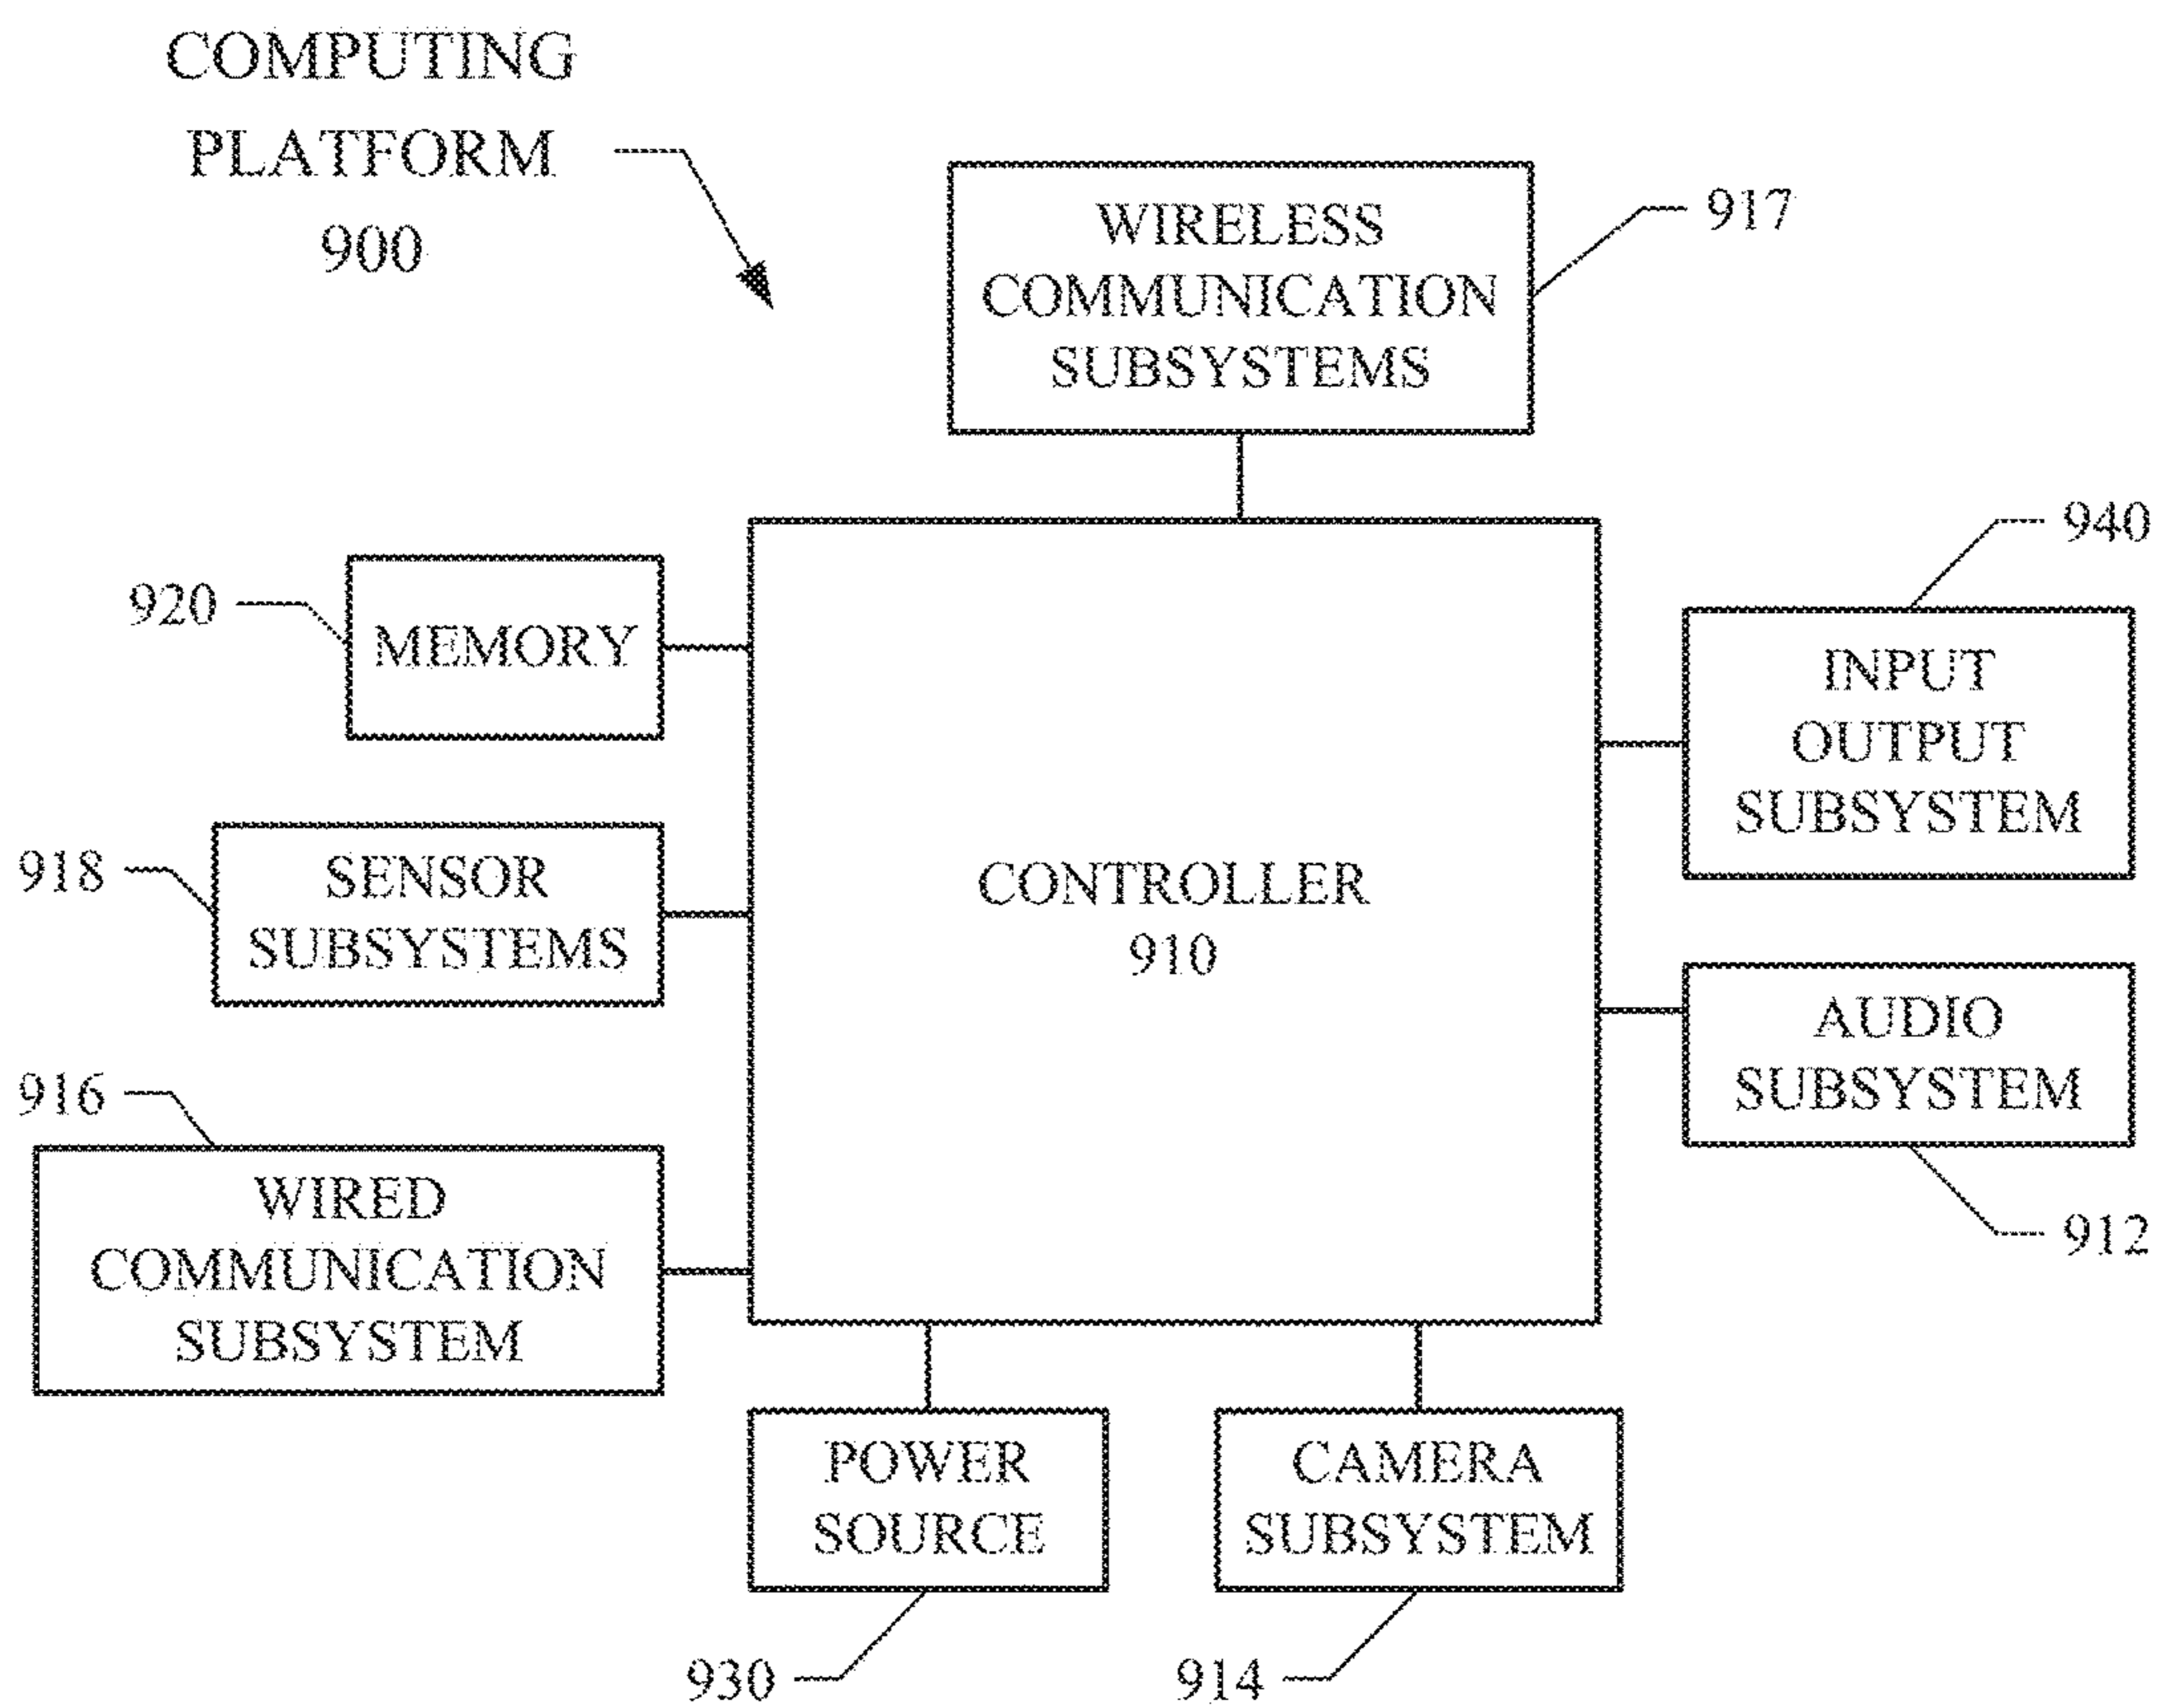 COMPUTING
PLATFORM
900
WIRELESS
COMMUNICATION
SUBSYSTEMS
917
920
MEMORY
940
INPUT
OUTPUT
SUBSYSTEM
918
SENSOR
SUBSYSTEMS
CONTROLLER
910
AUDIO
SUBSYSTEM
912
916
WIRED
COMMUNICATION
SUBSYSTEM
POWER
SOURCE
930
CAMERA
SUBSYSTEM
914